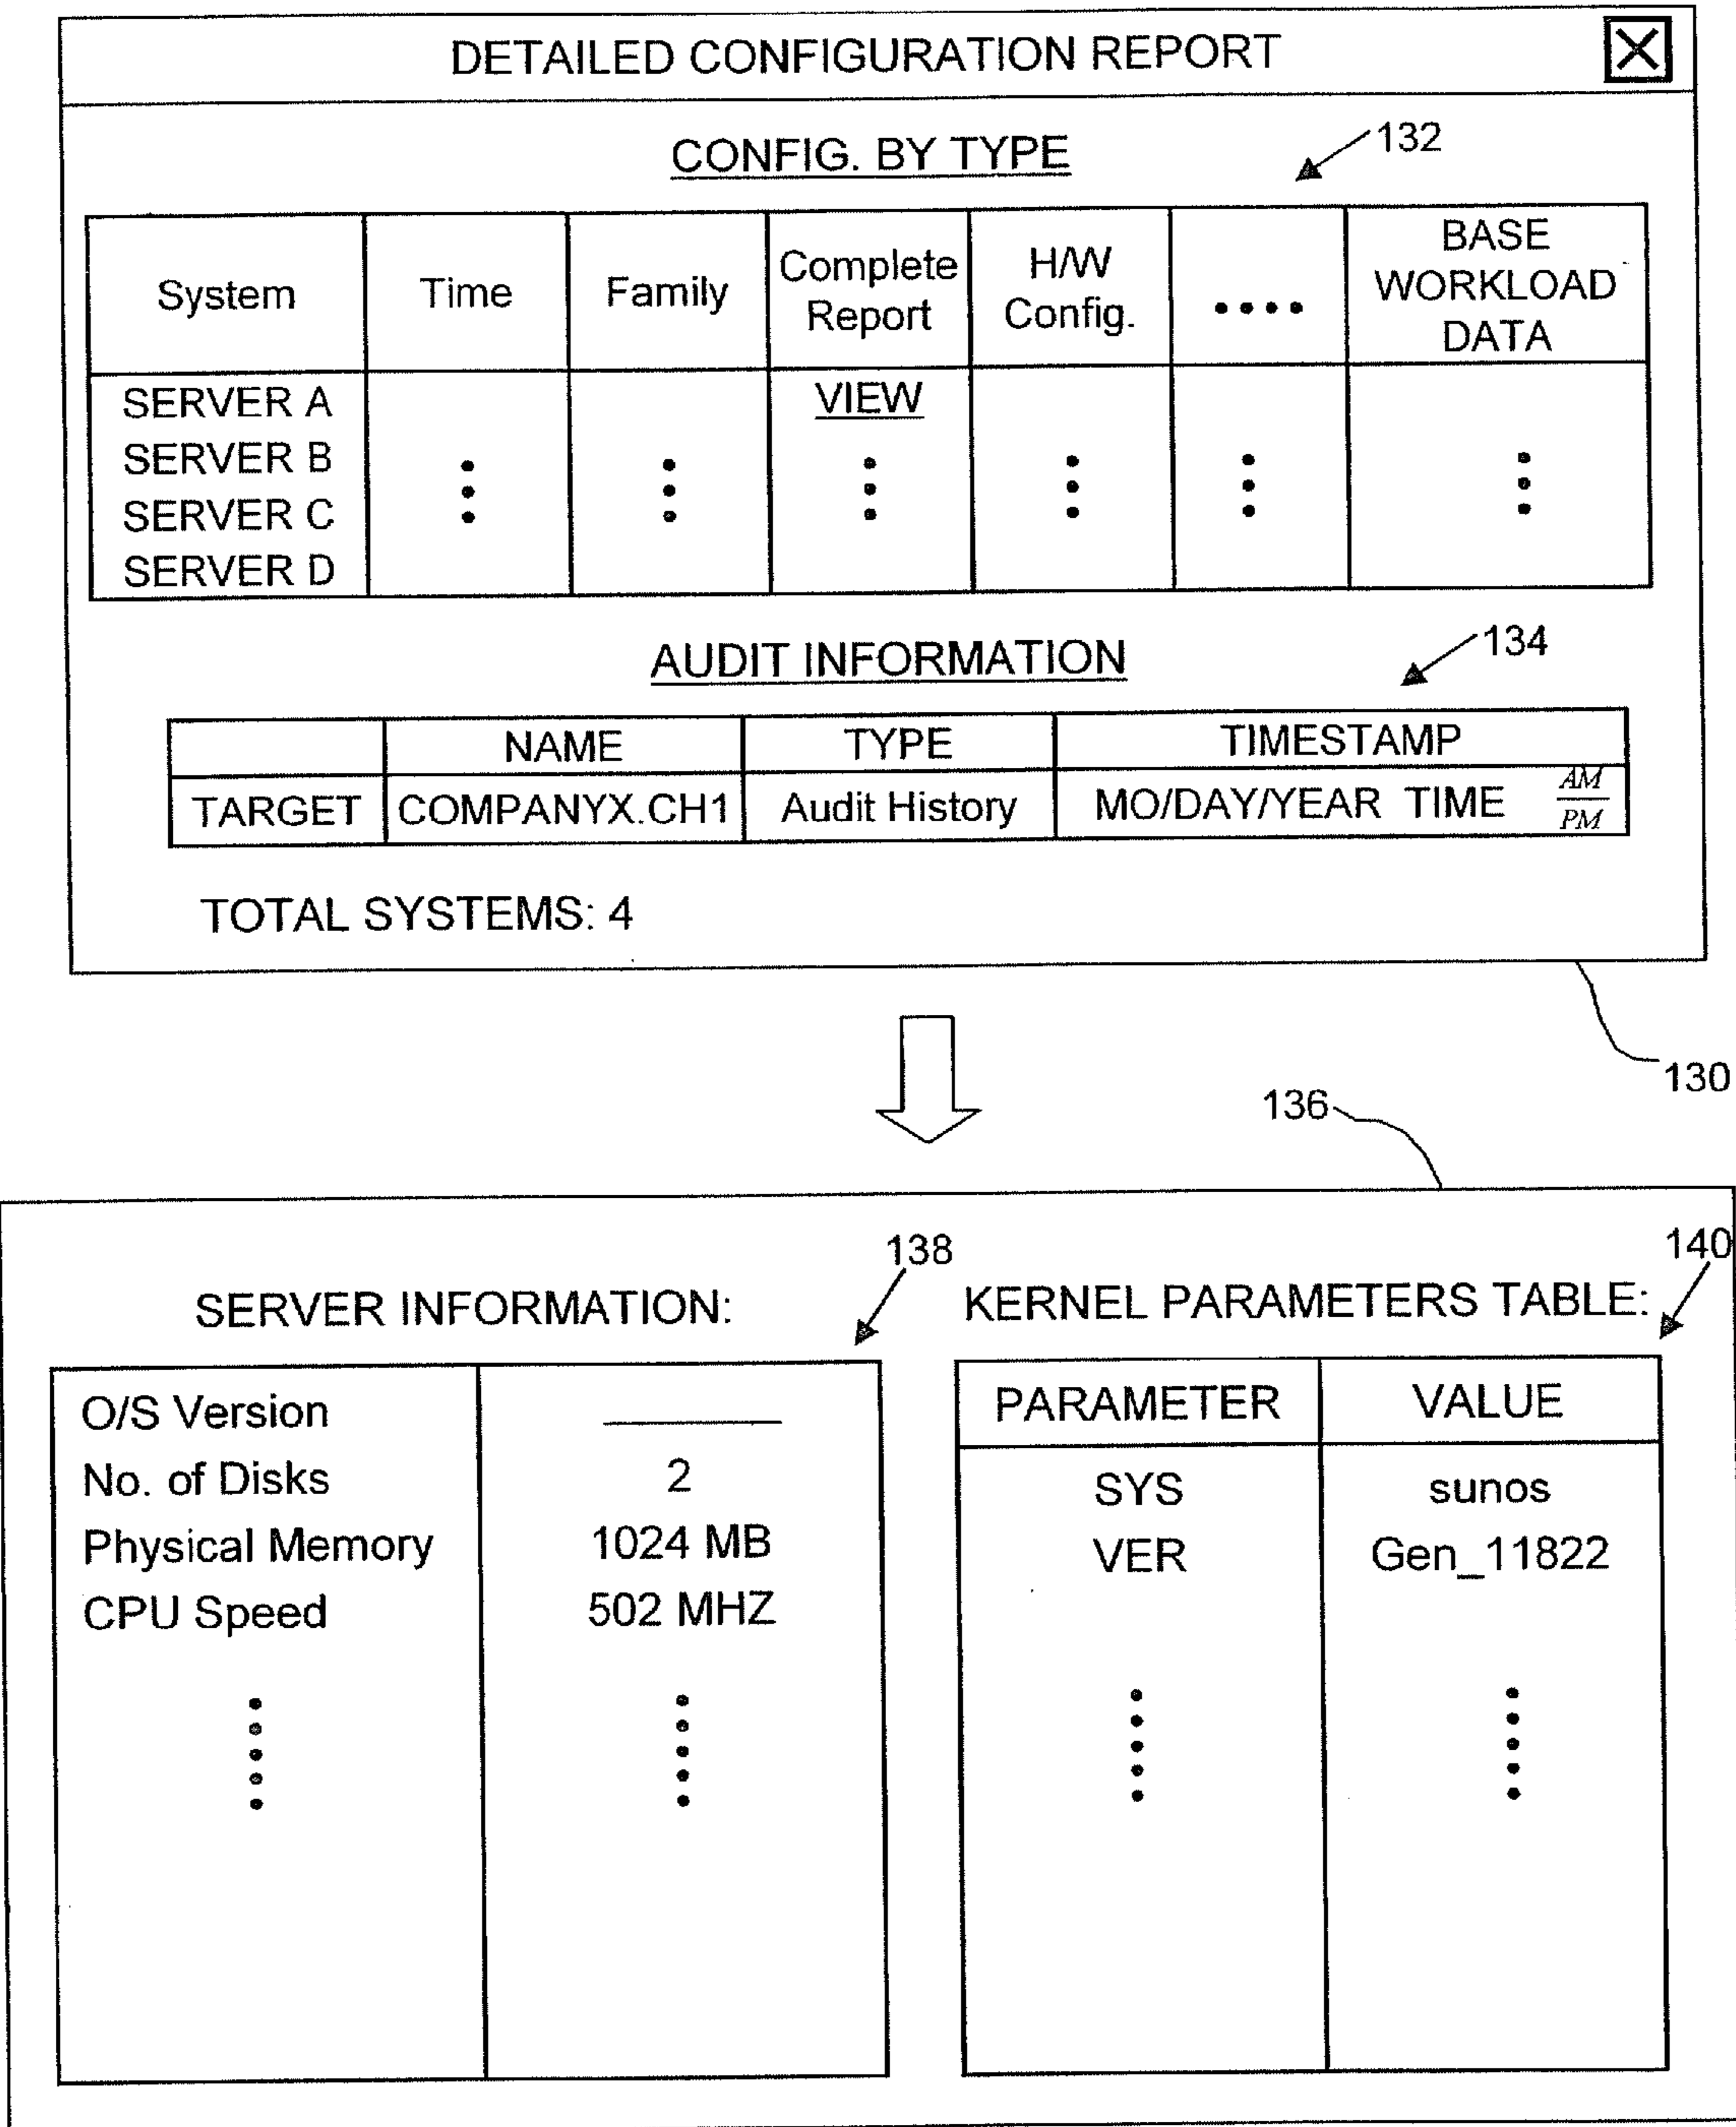 DETAILED CONFIGURATION REPORT
CONFIG. BY TYPE
132
System Time Family Complete Report H/W Config. •••• BASE WORKLOAD DATA
SERVER A VIEW
SERVER B
SERVER C
SERVER D
AUDIT INFORMATION
134
NAME TYPE TIMESTAMP
TARGET COMPANYX.CH1 Audit History MO/DAY/YEAR TIME AM/PM
TOTAL SYSTEMS: 4
130
136
138
140
SERVER INFORMATION:
O/S Version
No. of Disks 2
Physical Memory 1024 MB
CPU Speed 502 MHZ
KERNEL PARAMETERS TABLE:
PARAMETER VALUE
SYS sunos
VER Gen_11822